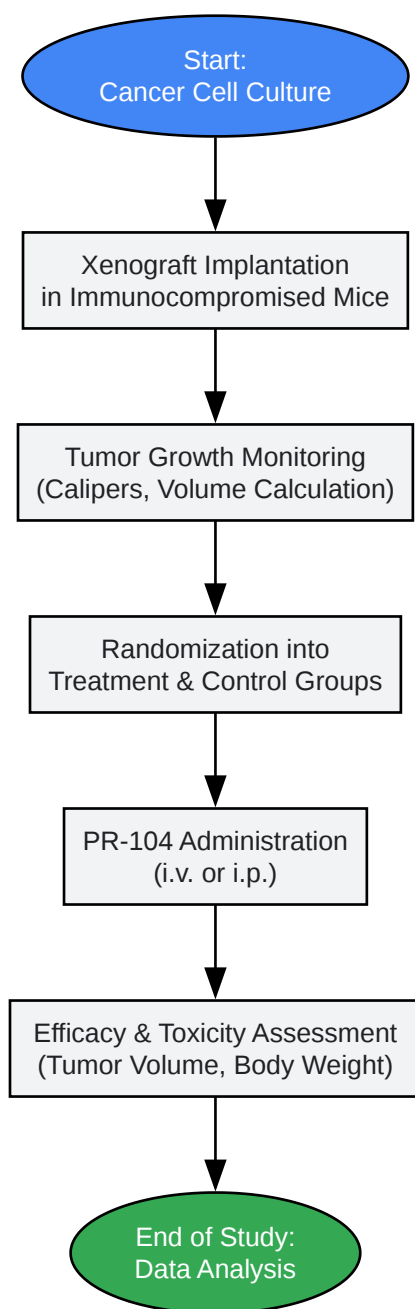 Start:
Cancer Cell Culture
Xenograft Implantation
in Immunocompromised Mice
Tumor Growth Monitoring
(Calipers, Volume Calculation)
Randomization into
Treatment & Control Groups
PR-104 Administration
(i.v. or i.p.)
Efficacy & Toxicity Assessment
(Tumor Volume, Body Weight)
End of Study:
Data Analysis